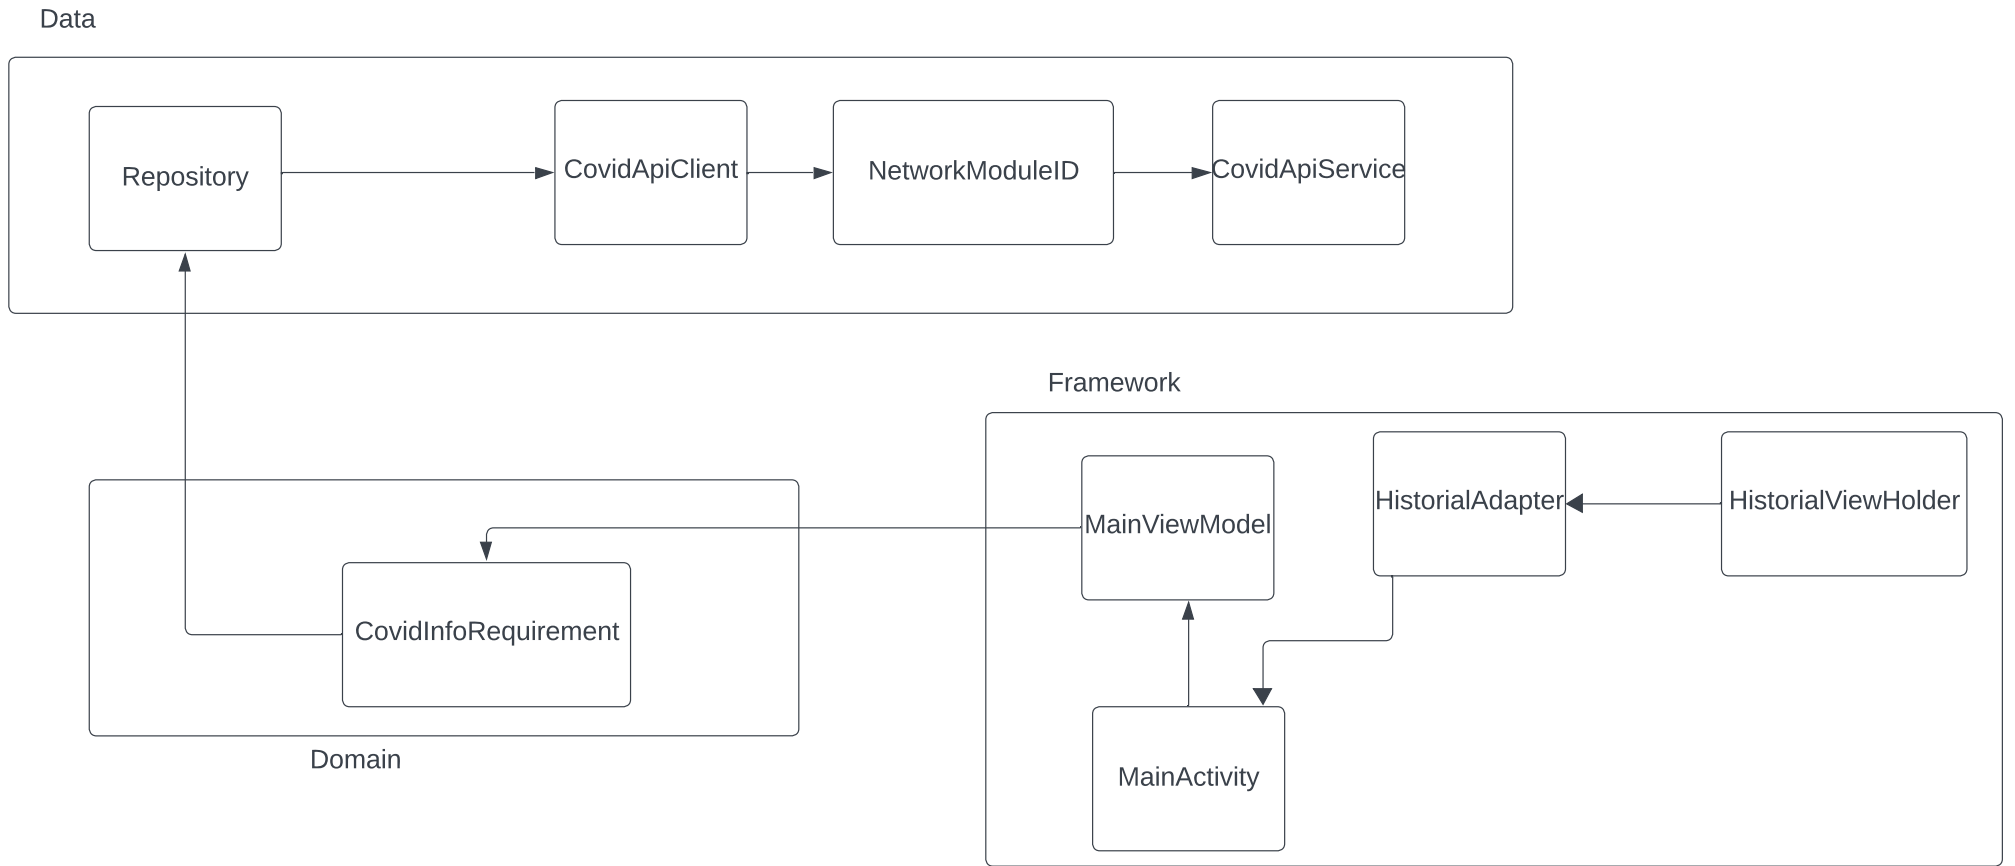 Data
Repository
CovidApiClient
NetworkModuleID
CovidApiService
Framework
MainViewModel
HistorialAdapter
HistorialViewHolder
CovidInfoRequirement
Domain
MainActivity